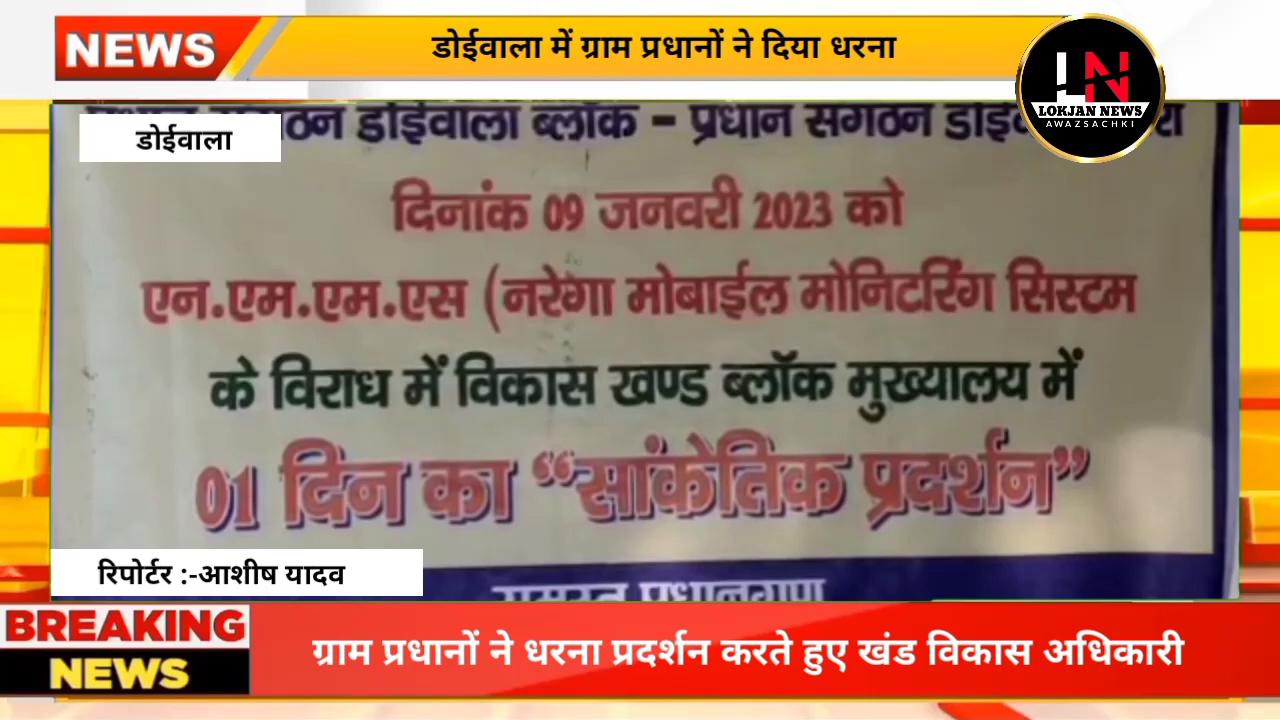 NEWS
डोईवाला में ग्राम प्रधानों ने दिया धरना
LN
LOKJAN NEWS
AWAZSACHKI
डोईवाला
डोईवाला ब्लॉक - प्रधान संगठन
दिनांक 09 जनवरी 2023 को
एन.एम.एम.एस (नरेगा मोबाईल मोनिटरिंग सिस्टम
के विराध में विकास खण्ड ब्लॉक मुख्यालय में
01 दिन का “सांकेतिक प्रदर्शन”
रिपोर्टर :-आशीष यादव
BREAKING
NEWS
ग्राम प्रधानों ने धरना प्रदर्शन करते हुए खंड विकास अधिकारी